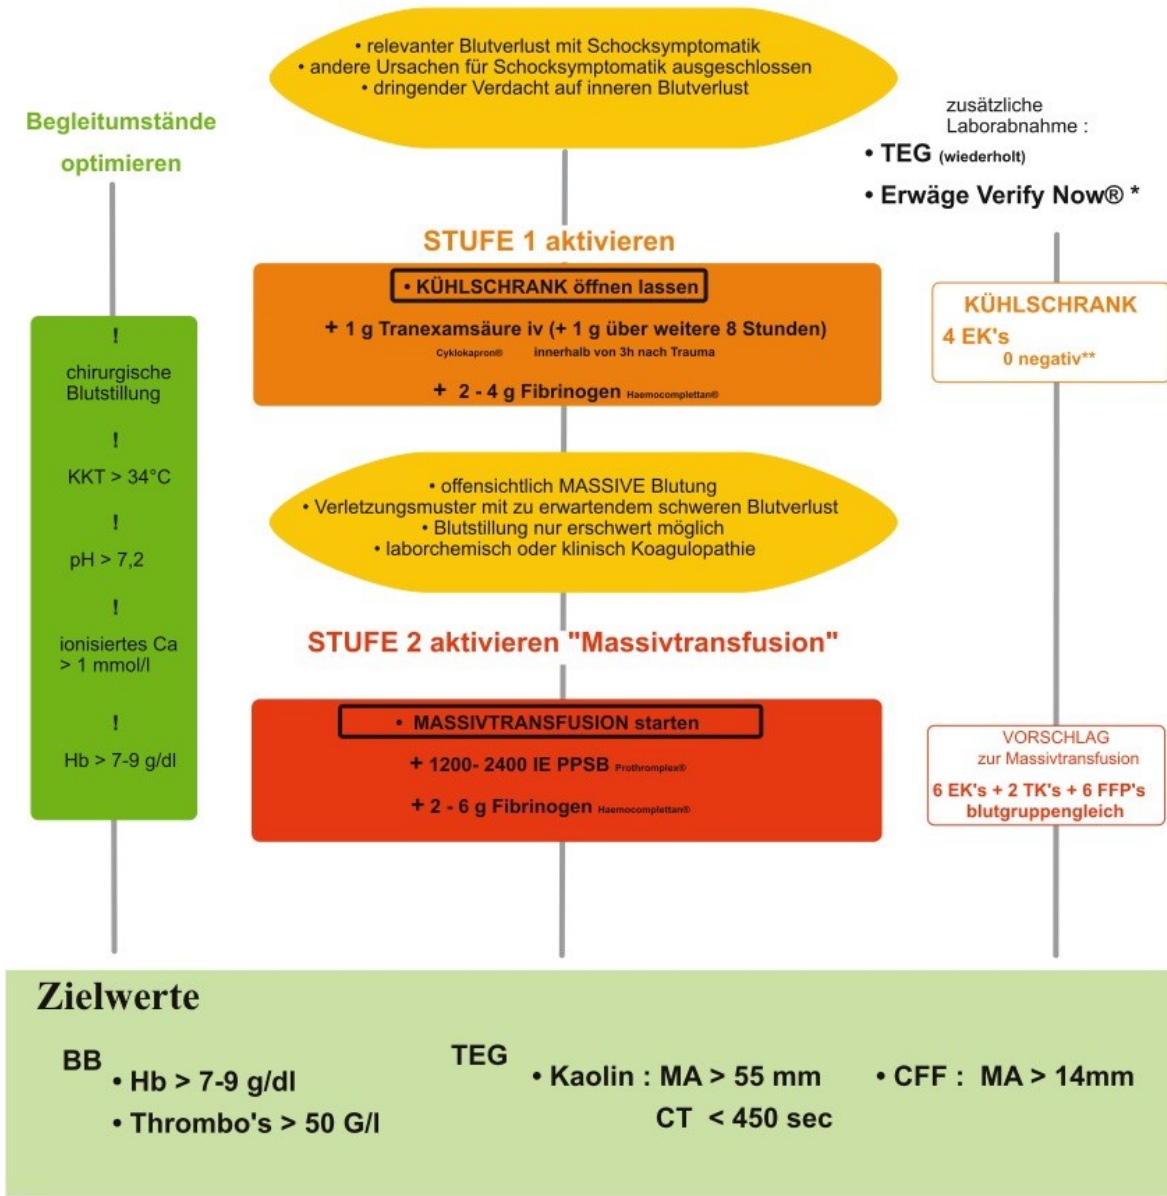 • relevanter Blutverlust mit Schocksymptomatik
• andere Ursachen für Schocksymptomatik ausgeschlossen
• dringender Verdacht auf inneren Blutverlust
Begleitumstände
optimieren
zusätzliche
Laborabnahme :
• TEG (wiederholt)
• Erwäge Verify Now® *
STUFE 1 aktivieren
• KÜHLSCHRANK öffnen lassen
+ 1 g Tranexamsäure iv (+ 1 g über weitere 8 Stunden)
Cyklokapron® innerhalb von 3h nach Trauma
+ 2 - 4 g Fibrinogen Haemocomplettan®
KÜHLSCHRANK
4 EK's
0 negativ**
!
chirurgische
Blutstillung
!
KKT > 34°C
!
pH > 7,2
!
ionisiertes Ca
> 1 mmol/l
!
Hb > 7-9 g/dl
• offensichtlich MASSIVE Blutung
• Verletzungsmuster mit zu erwartendem schweren Blutverlust
• Blutstillung nur erschwert möglich
• laborchemisch oder klinisch Koagulopathie
STUFE 2 aktivieren "Massivtransfusion"
• MASSIVTRANSFUSION starten
+ 1200- 2400 IE PPSB Prothromplex®
+ 2 - 6 g Fibrinogen Haemocomplettan®
VORSCHLAG
zur Massivtransfusion
6 EK's + 2 TK's + 6 FFP's
blutgruppengleich
Zielwerte
BB
• Hb > 7-9 g/dl
• Thrombo's > 50 G/l
TEG
• Kaolin : MA > 55 mm
CT < 450 sec
• CFF : MA > 14mm